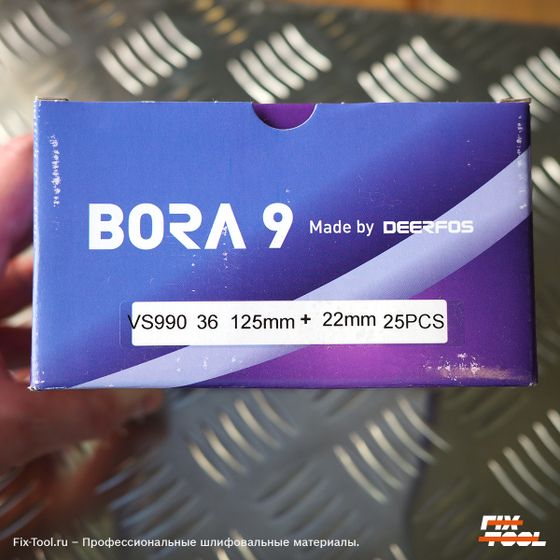 BORA 9 Made by DEERFOS
VS990 36 125mm + 22mm 25PCS
FIX
TOOL
Fix-Tool.ru – Профессиональные шлифовальные материалы.